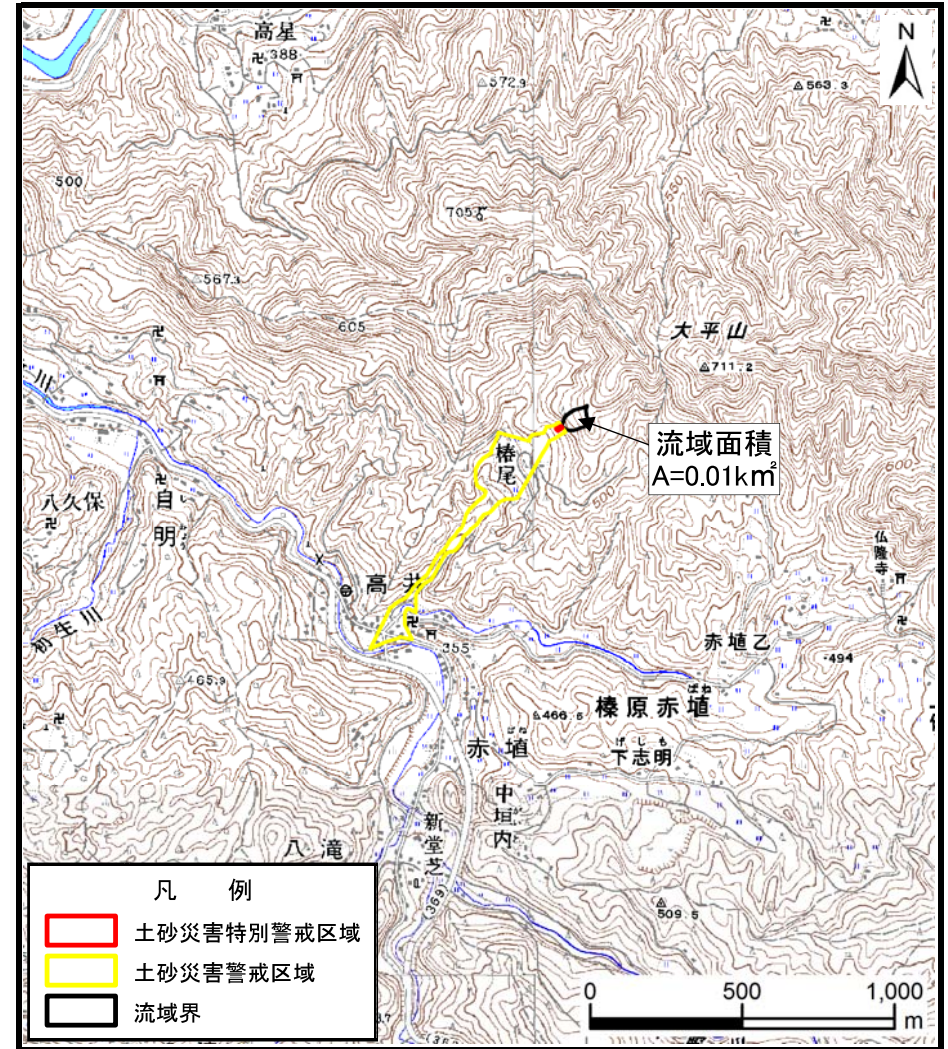 高星
388
572.3
563.3
N
500
705
567.3
605
大平山
711.2
流域面積
A=0.01km²
椿尾
600
川
八久保
自明
じ
みょう
高井
仏隆寺
初生川
355
赤埴乙
494
465.9
466.6
榛原赤埴
はね
赤埴
はね
下志明
げしも
中垣内
八滝
新堂芝
(369)
509.5
凡 例
土砂災害特別警戒区域
土砂災害警戒区域
流域界
0 500 1,000
m